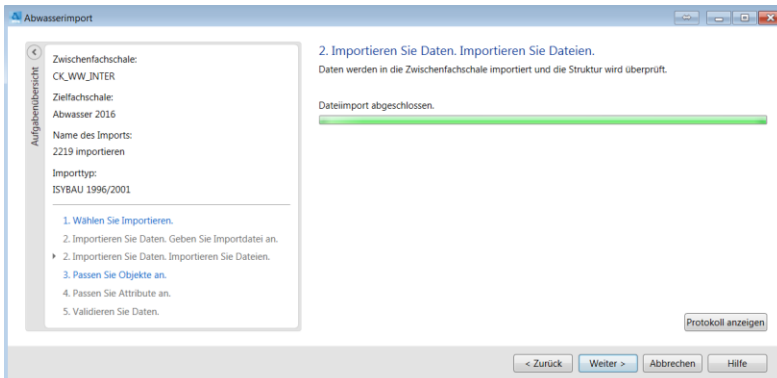 Abwasserimport
Aufgabenübersicht
Zwischenfachschale:
CK_WW_INTER
Zielfachschale:
Abwasser 2016
Name des Imports:
2219 importieren
Importtyp:
ISYBAU 1996/2001
1. Wählen Sie Importieren.
2. Importieren Sie Daten. Geben Sie Importdatei an.
2. Importieren Sie Daten. Importieren Sie Dateien.
3. Passen Sie Objekte an.
4. Passen Sie Attribute an.
5. Validieren Sie Daten.
2. Importieren Sie Daten. Importieren Sie Dateien.
Daten werden in die Zwischenfachschale importiert und die Struktur wird überprüft.
Dateiimport abgeschlossen.
Protokoll anzeigen
< Zurück Weiter > Abbrechen Hilfe